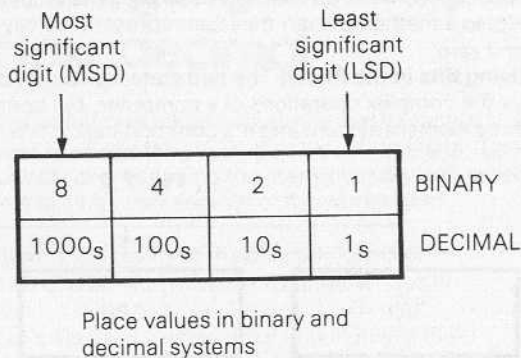 Most
significant
digit (MSD)
Least
significant
digit (LSD)
8 4 2 1 BINARY
1000s 100s 10s 1s DECIMAL
Place values in binary and
decimal systems